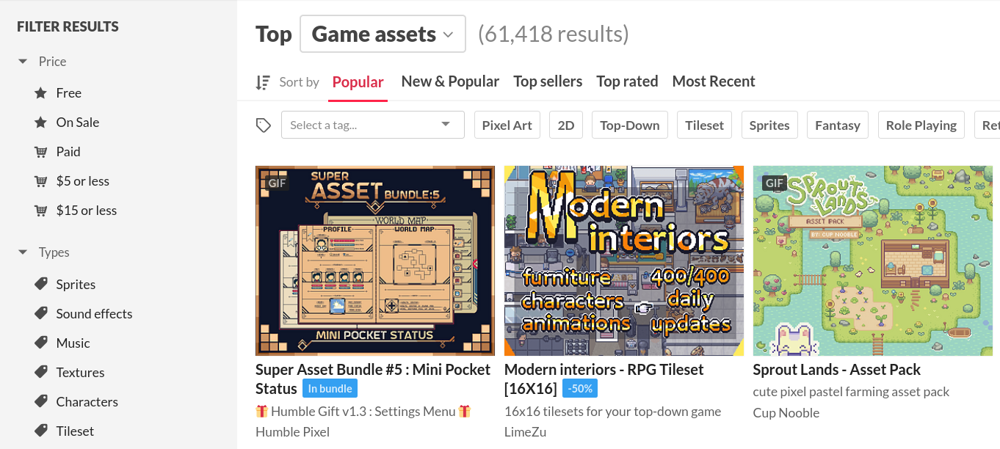 FILTER RESULTS
Price
Free
On Sale
Paid
$5 or less
$15 or less
Types
Sprites
Sound effects
Music
Textures
Characters
Tileset
Top Game assets (61,418 results)
Sort by Popular New & Popular Top sellers Top rated Most Recent
Select a tag... Pixel Art 2D Top-Down Tileset Sprites Fantasy Role Playing Ret
GIF
SUPER
ASSET BUNDLE:5
WORLD MAP
PROFILE WORLD MAP
MINI POCKET STATUS
Super Asset Bundle #5 : Mini Pocket
Status In bundle
Humble Gift v1.3 : Settings Menu
Humble Pixel
Modern
interiors
furniture 400/400
characters daily
animations updates
Modern interiors - RPG Tileset
[16X16] -50%
16x16 tilesets for your top-down game
LimeZu
GIF
SPROUT
LANDS
ASSET PACK
BY: CUP NOOBLE
Sprout Lands - Asset Pack
cute pixel pastel farming asset pack
Cup Nooble